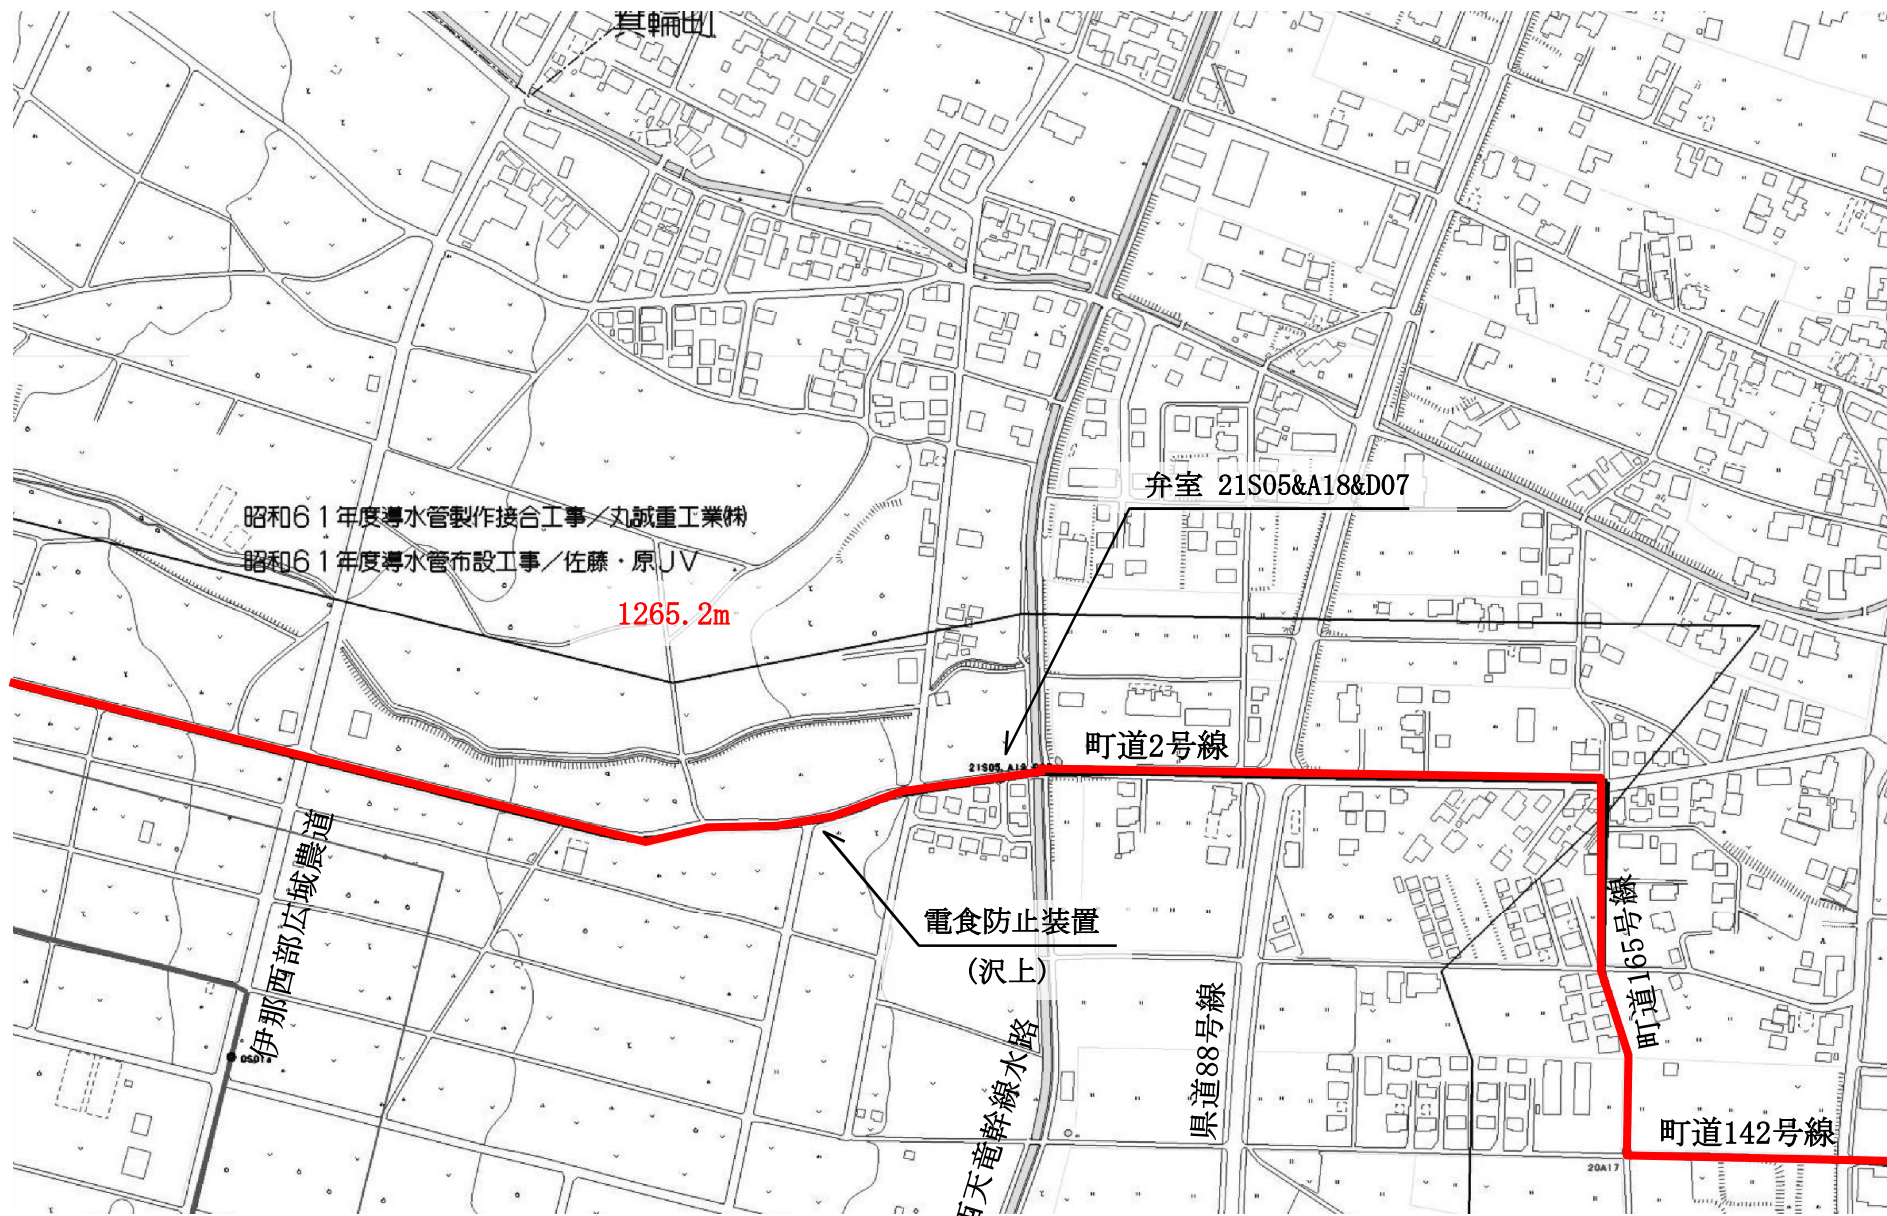 箕輪町
弁室 21S05&A18&D07
昭和61年度導水管製作接合工事/丸誠重工業㈱
昭和61年度導水管布設工事/佐藤・原JV
1265.2m
町道2号線
伊那西部広域農道
電食防止装置
(沢上)
町道165号線
県道88号線
西天竜幹線水路
町道142号線
20A17